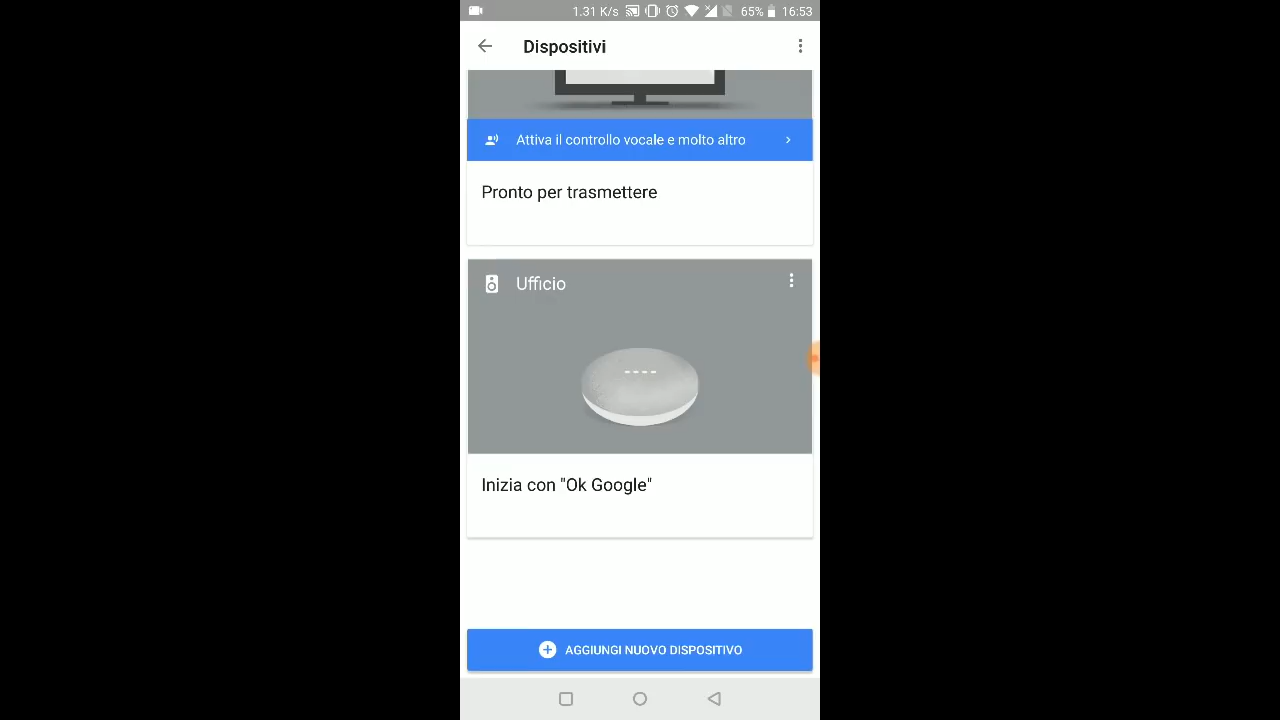 1.31 K/s 65% 16:53
Dispositivi
Attiva il controllo vocale e molto altro
Pronto per trasmettere
Ufficio
Inizia con "Ok Google"
AGGIUNGI NUOVO DISPOSITIVO